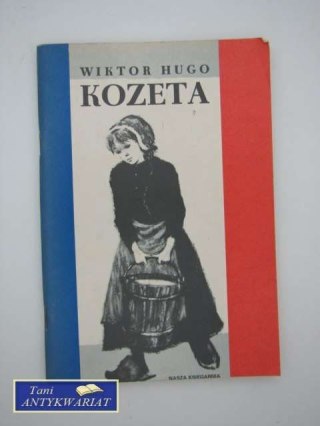 WIKTOR HUGO
KOZETA
NASZA KSIĘGARNIA
Tani
ANTYKWARIAT